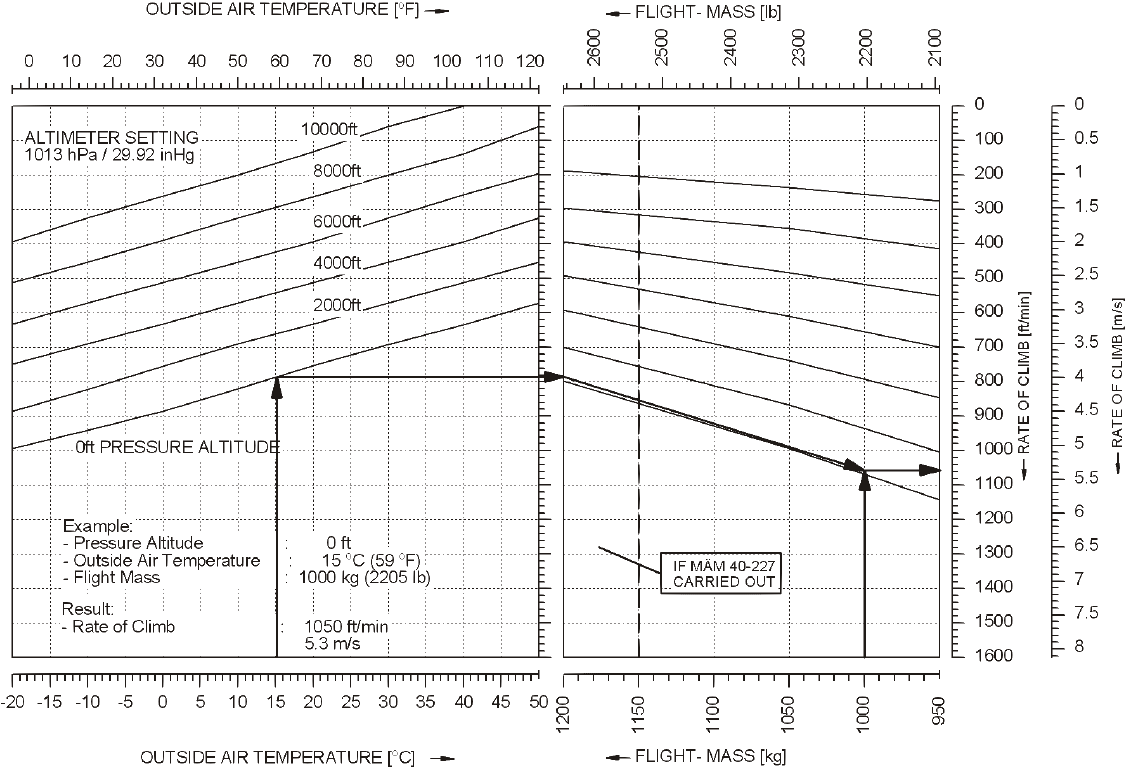 OUTSIDE AIR TEMPERATURE [°F]
FLIGHT- MASS [lb]
0 10 20 30 40 50 60 70 80 90 100 110 120
2600 2500 2400 2300 2200 2100
ALTIMETER SETTING
1013 hPa / 29.92 inHg
10000ft
8000ft
6000ft
4000ft
2000ft
0ft PRESSURE ALTITUDE
Example:
- Pressure Altitude : 0 ft
- Outside Air Temperature : 15 °C (59 °F)
- Flight Mass : 1000 kg (2205 lb)
Result:
- Rate of Climb : 1050 ft/min
5.3 m/s
IF MÄM 40-227
CARRIED OUT
0
100
200
300
400
500
600
700
800
900
1000
1100
1200
1300
1400
1500
1600
RATE OF CLIMB [ft/min]
0
0.5
1
1.5
2
2.5
3
3.5
4
4.5
5
5.5
6
6.5
7
7.5
8
RATE OF CLIMB [m/s]
-20 -15 -10 -5 0 5 10 15 20 25 30 35 40 45 50
1200 1150 1100 1050 1000 950
OUTSIDE AIR TEMPERATURE [°C]
FLIGHT- MASS [kg]